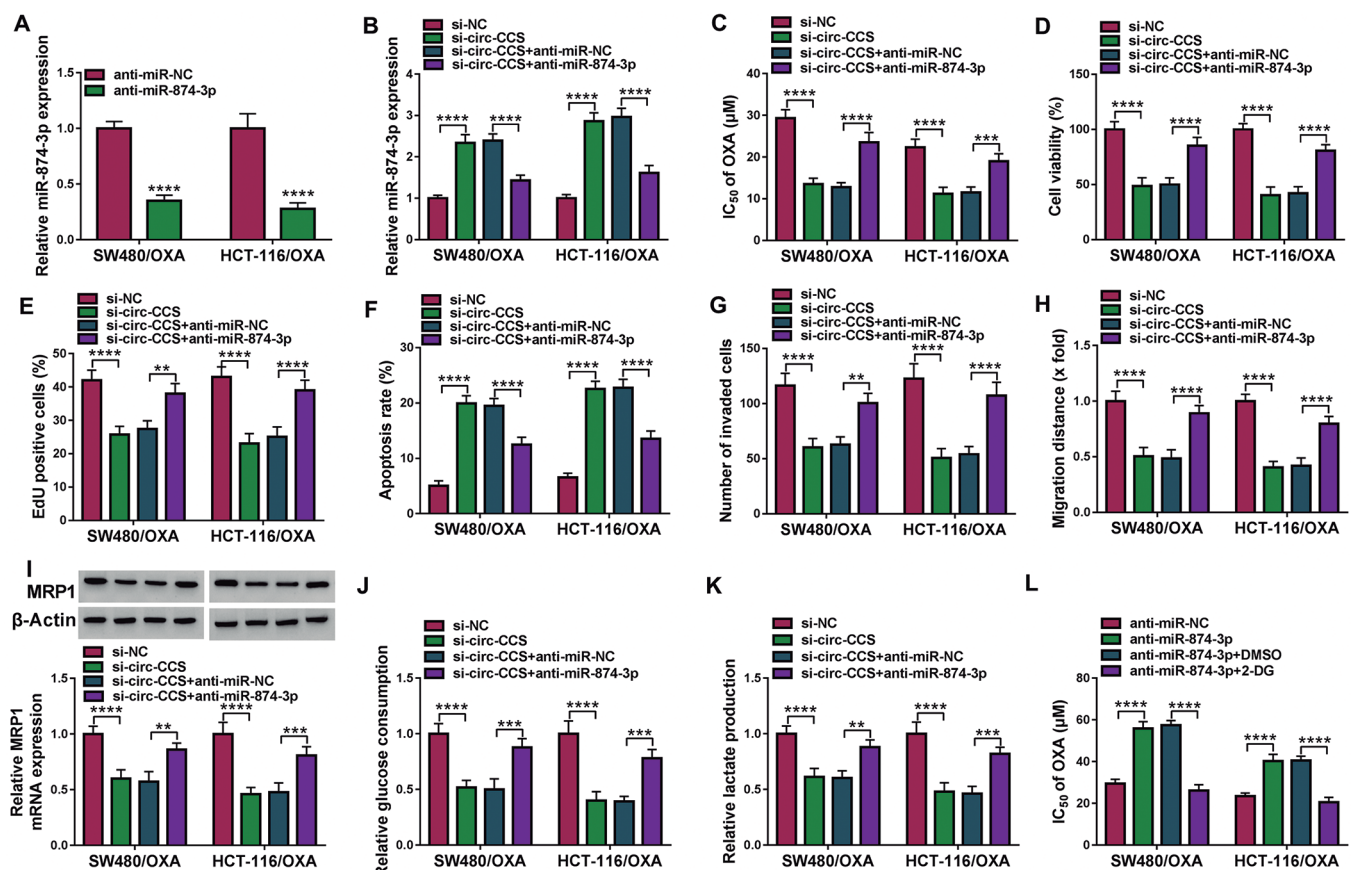 A
anti-miR-NC
anti-miR-874-3p
Relative miR-874-3p expression
1.5
1.0
0.5
0.0
****
****
SW480/OXA
HCT-116/OXA
B
si-NC
si-circ-CCS
si-circ-CCS+anti-miR-NC
si-circ-CCS+anti-miR-874-3p
Relative miR-874-3p expression
4
3
2
1
0
****
****
****
****
SW480/OXA
HCT-116/OXA
C
si-NC
si-circ-CCS
si-circ-CCS+anti-miR-NC
si-circ-CCS+anti-miR-874-3p
IC50 of OXA (μM)
40
30
20
10
0
****
****
****
***
SW480/OXA
HCT-116/OXA
D
si-NC
si-circ-CCS
si-circ-CCS+anti-miR-NC
si-circ-CCS+anti-miR-874-3p
Cell viability (%)
150
100
50
0
****
****
****
****
SW480/OXA
HCT-116/OXA
E
si-NC
si-circ-CCS
si-circ-CCS+anti-miR-NC
si-circ-CCS+anti-miR-874-3p
EdU positive cells (%)
50
40
30
20
10
0
****
**
****
****
SW480/OXA
HCT-116/OXA
F
si-NC
si-circ-CCS
si-circ-CCS+anti-miR-NC
si-circ-CCS+anti-miR-874-3p
Apoptosis rate (%)
30
20
10
0
****
****
****
****
SW480/OXA
HCT-116/OXA
G
si-NC
si-circ-CCS
si-circ-CCS+anti-miR-NC
si-circ-CCS+anti-miR-874-3p
Number of invaded cells
150
100
50
0
****
**
****
****
SW480/OXA
HCT-116/OXA
H
si-NC
si-circ-CCS
si-circ-CCS+anti-miR-NC
si-circ-CCS+anti-miR-874-3p
Migration distance (x fold)
1.5
1.0
0.5
0.0
****
****
****
****
SW480/OXA
HCT-116/OXA
I
MRP1
β-Actin
si-NC
si-circ-CCS
si-circ-CCS+anti-miR-NC
si-circ-CCS+anti-miR-874-3p
Relative MRP1
mRNA expression
1.5
1.0
0.5
0.0
****
**
****
***
SW480/OXA
HCT-116/OXA
J
si-NC
si-circ-CCS
si-circ-CCS+anti-miR-NC
si-circ-CCS+anti-miR-874-3p
Relative glucose consumption
1.5
1.0
0.5
0.0
****
***
****
***
SW480/OXA
HCT-116/OXA
K
si-NC
si-circ-CCS
si-circ-CCS+anti-miR-NC
si-circ-CCS+anti-miR-874-3p
Relative lactate production
1.5
1.0
0.5
0.0
****
**
****
***
SW480/OXA
HCT-116/OXA
L
anti-miR-NC
anti-miR-874-3p
anti-miR-874-3p+DMSO
anti-miR-874-3p+2-DG
IC50 of OXA (μM)
80
60
40
20
0
****
****
****
****
SW480/OXA
HCT-116/OXA